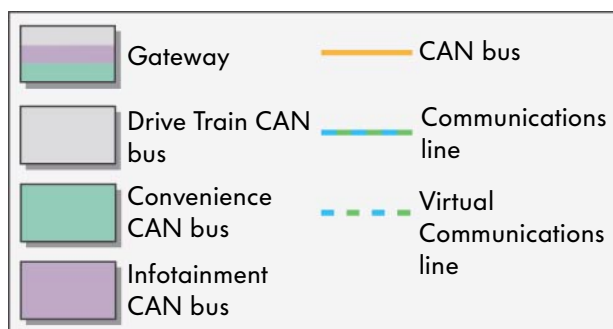 Gateway
Drive Train CAN
bus
Convenience
CAN bus
Infotainment
CAN bus
CAN bus
Communications
line
Virtual
Communications
line